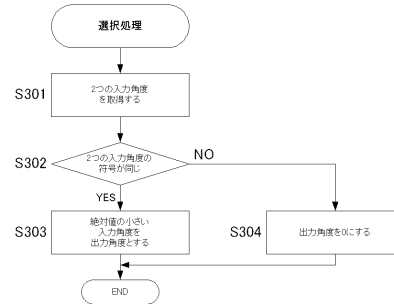 選択処理
S301
2つの入力角度
を取得する
S302
2つの入力角度の
符号が同じ
NO
YES
S303
絶対値の小さい
入力角度を
出力角度とする
S304
出力角度を0にする
END